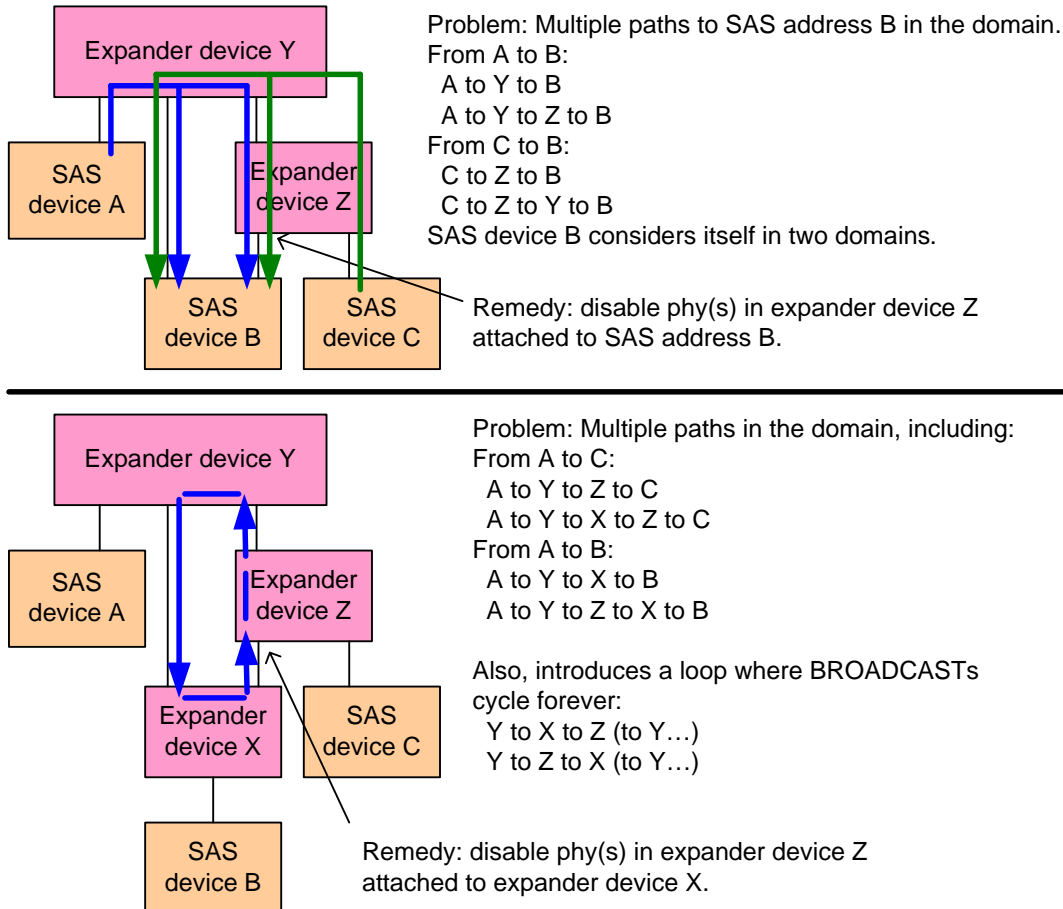 Expander device Y
SAS
device A
Expander
device Z
SAS
device B
SAS
device C
Problem: Multiple paths to SAS address B in the domain.
From A to B:
A to Y to B
A to Y to Z to B
From C to B:
C to Z to B
C to Z to Y to B
SAS device B considers itself in two domains.
Remedy: disable phy(s) in expander device Z
attached to SAS address B.
Expander device Y
SAS
device A
Expander
device Z
Expander
device X
SAS
device C
SAS
device B
Problem: Multiple paths in the domain, including:
From A to C:
A to Y to Z to C
A to Y to X to Z to C
From A to B:
A to Y to X to B
A to Y to Z to X to B
Also, introduces a loop where BROADCASTs
cycle forever:
Y to X to Z (to Y…)
Y to Z to X (to Y…)
Remedy: disable phy(s) in expander device Z
attached to expander device X.